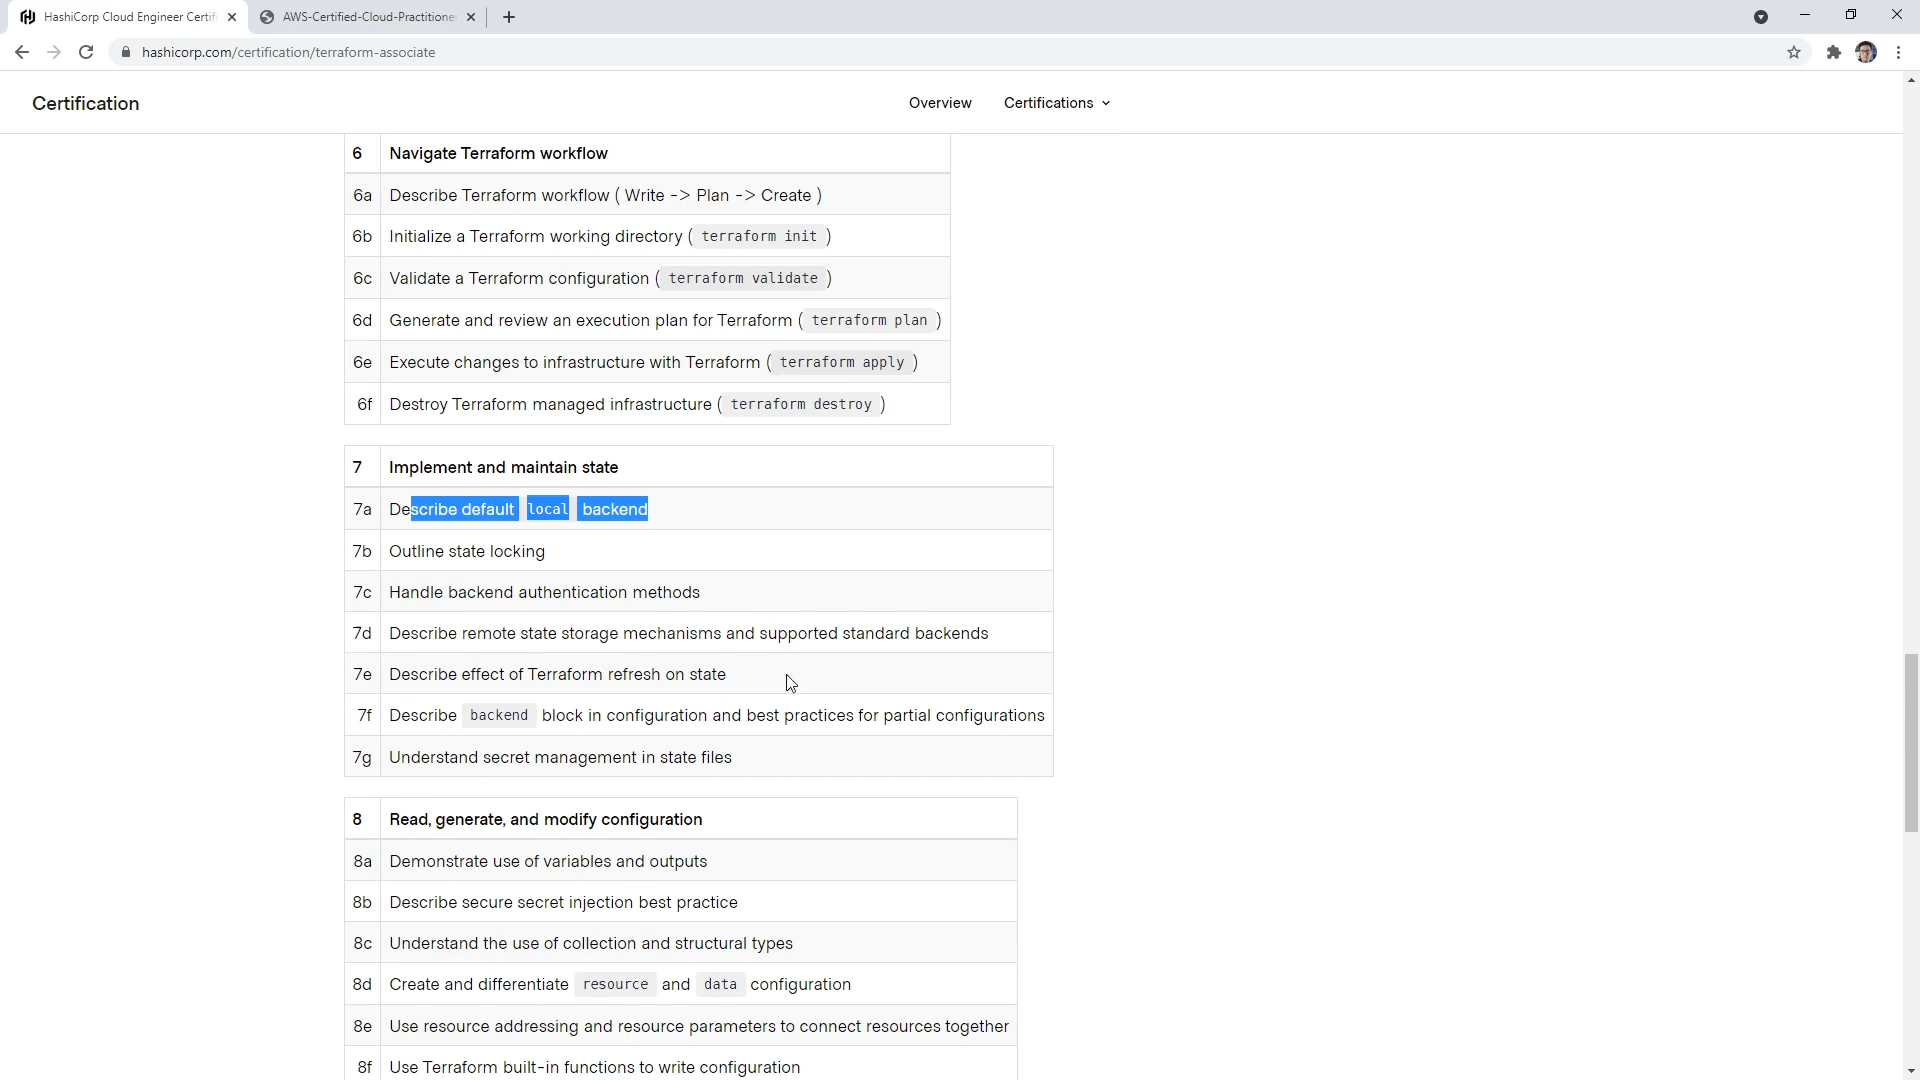 HashiCorp Cloud Engineer Certifi
AWS-Certified-Cloud-Practitioner
hashicorp.com/certification/terraform-associate
Certification
Overview
Certifications
6 Navigate Terraform workflow
6a Describe Terraform workflow ( Write -> Plan -> Create )
6b Initialize a Terraform working directory ( terraform init )
6c Validate a Terraform configuration ( terraform validate )
6d Generate and review an execution plan for Terraform ( terraform plan )
6e Execute changes to infrastructure with Terraform ( terraform apply )
6f Destroy Terraform managed infrastructure ( terraform destroy )
7 Implement and maintain state
7a Describe default local backend
7b Outline state locking
7c Handle backend authentication methods
7d Describe remote state storage mechanisms and supported standard backends
7e Describe effect of Terraform refresh on state
7f Describe backend block in configuration and best practices for partial configurations
7g Understand secret management in state files
8 Read, generate, and modify configuration
8a Demonstrate use of variables and outputs
8b Describe secure secret injection best practice
8c Understand the use of collection and structural types
8d Create and differentiate resource and data configuration
8e Use resource addressing and resource parameters to connect resources together
8f Use Terraform built-in functions to write configuration